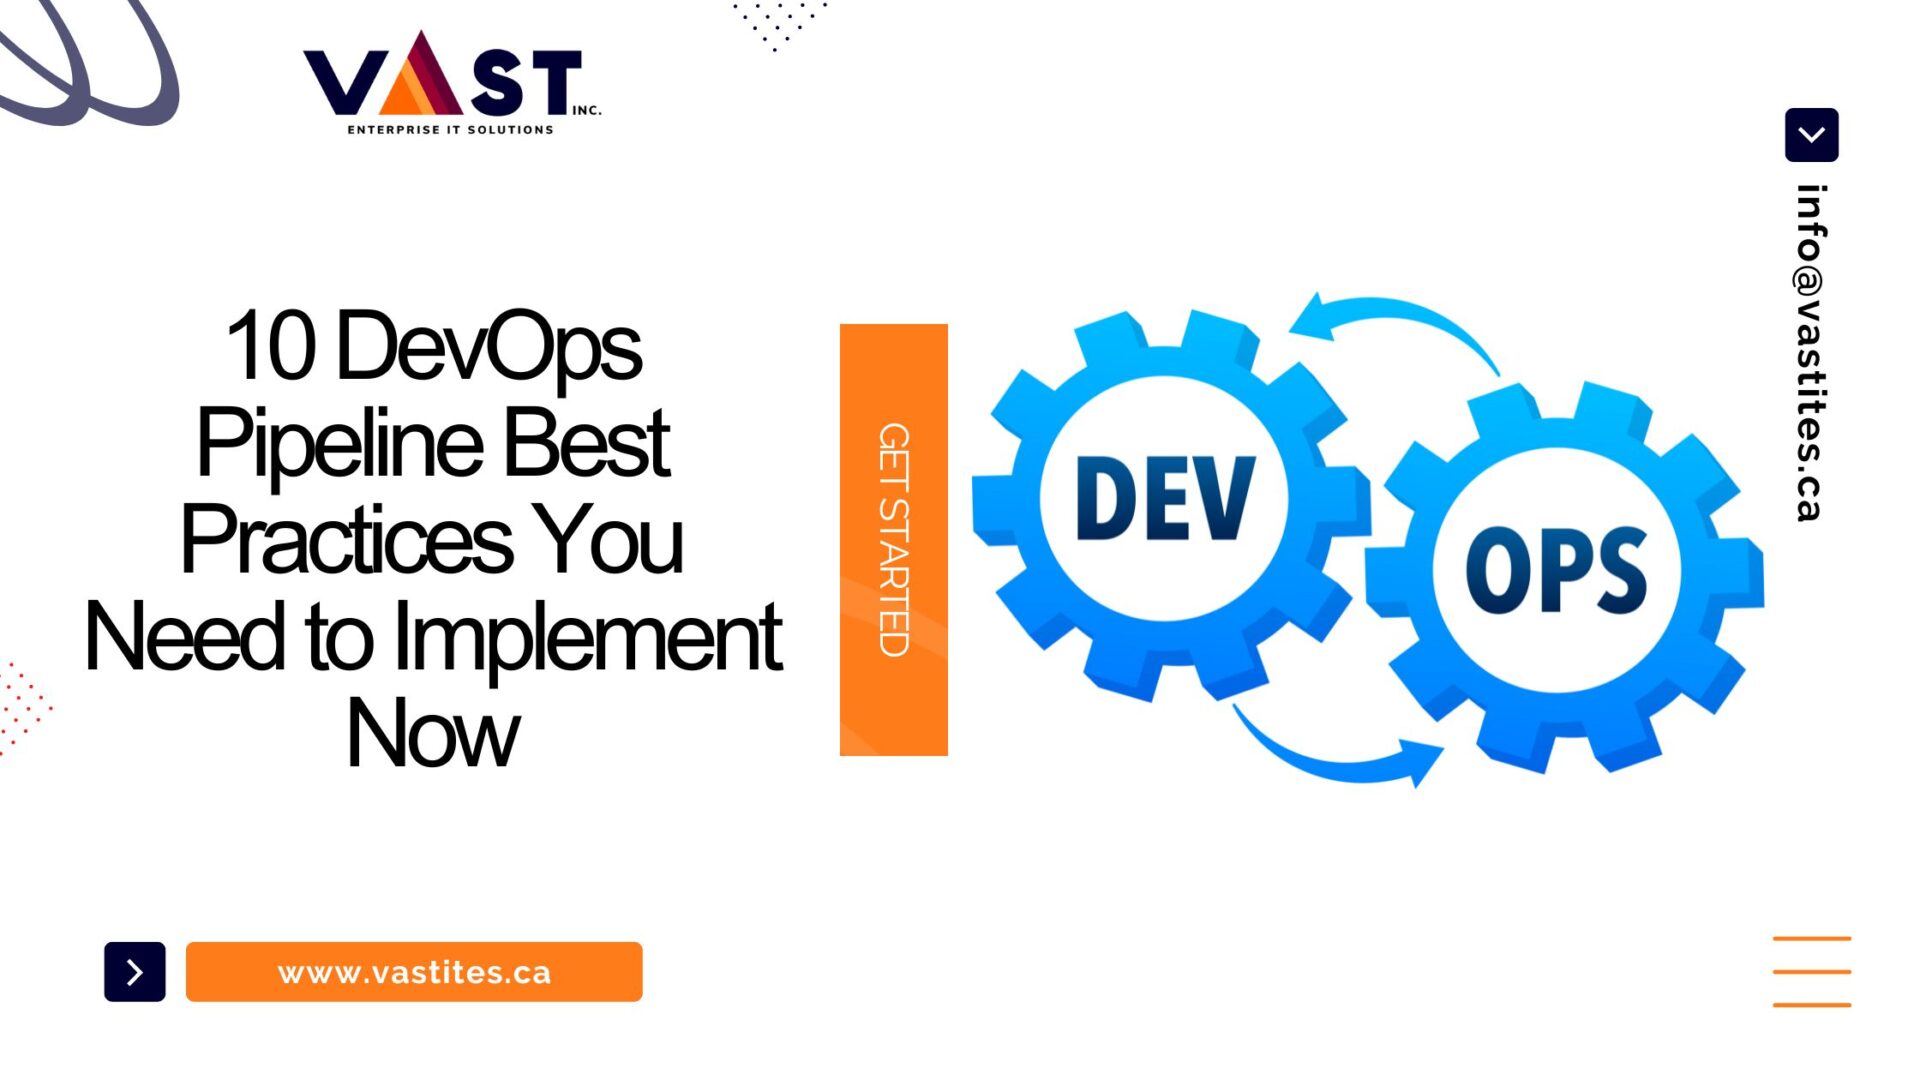 VAST INC.
ENTERPRISE IT SOLUTIONS
10 DevOps
Pipeline Best
Practices You
Need to Implement
Now
GET STARTED
DEV
OPS
info@vastites.ca
www.vastites.ca